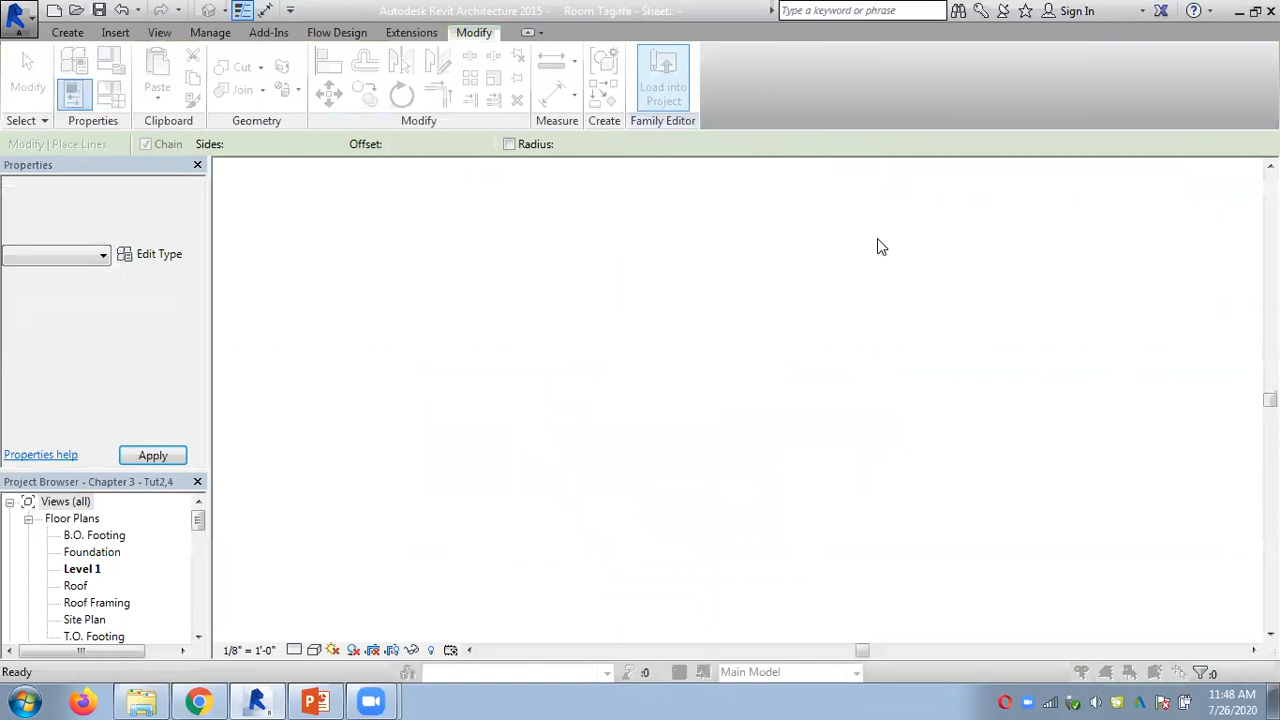 Autodesk Revit Architecture 2015 - Room Tag.rfa - Sheet: -
Type a keyword or phrase
Sign In
Create Insert View Manage Add-Ins Flow Design Extensions Modify
Modify
Paste
Cut
Join
Load into Project
Select Properties Clipboard Geometry Modify Measure Create Family Editor
Modify | Place Lines
Chain Sides: Offset: Radius:
Properties
Edit Type
Properties help Apply
Project Browser - Chapter 3 - Tut2,4
Views (all)
Floor Plans
B.O. Footing
Foundation
Level 1
Roof
Roof Framing
Site Plan
T.O. Footing
1/8" = 1'-0"
Ready
:0
Main Model
:0
11:48 AM
7/26/2020